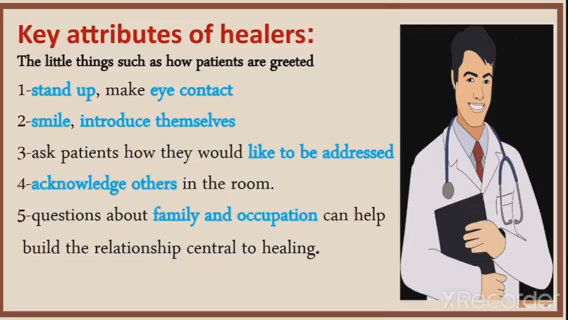 Key attributes of healers:
The little things such as how patients are greeted
1-stand up, make eye contact
2-smile, introduce themselves
3-ask patients how they would like to be addressed
4-acknowledge others in the room.
5-questions about family and occupation can help
build the relationship central to healing.
XRecorder